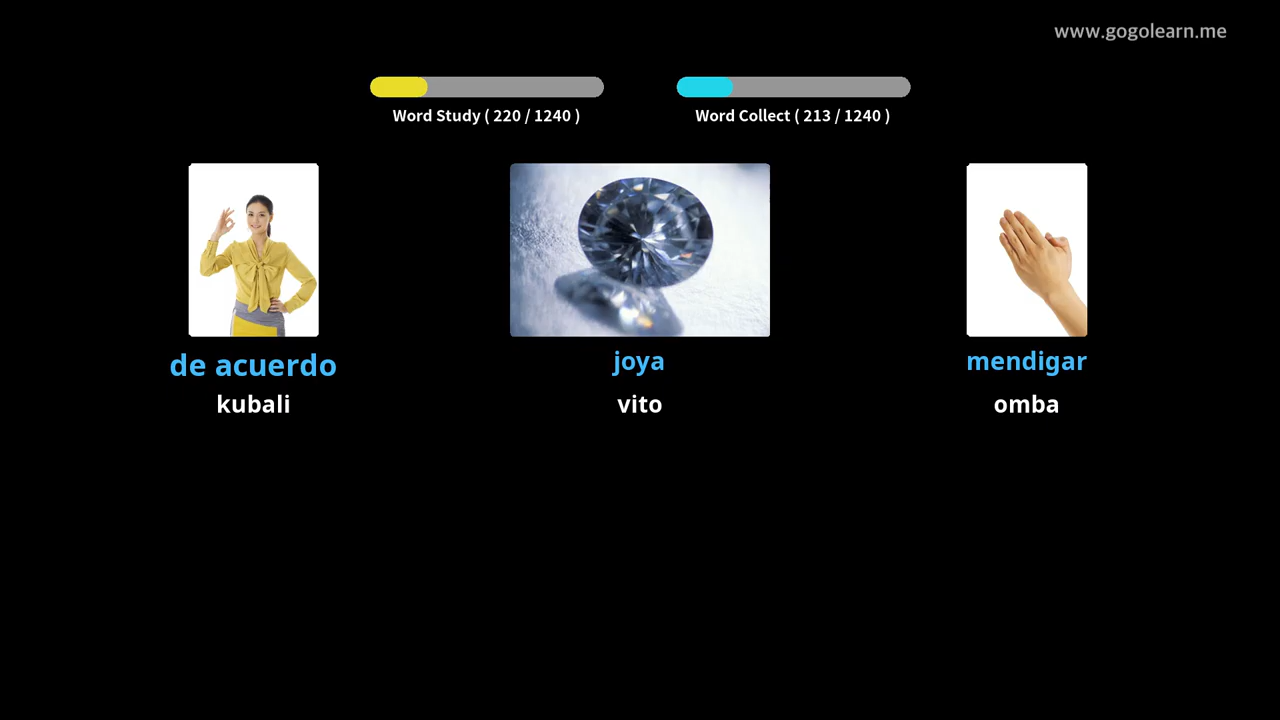 www.gogolearn.me
Word Study ( 220 / 1240 )
Word Collect ( 213 / 1240 )
de acuerdo
kubali
joya
vito
mendigar
omba